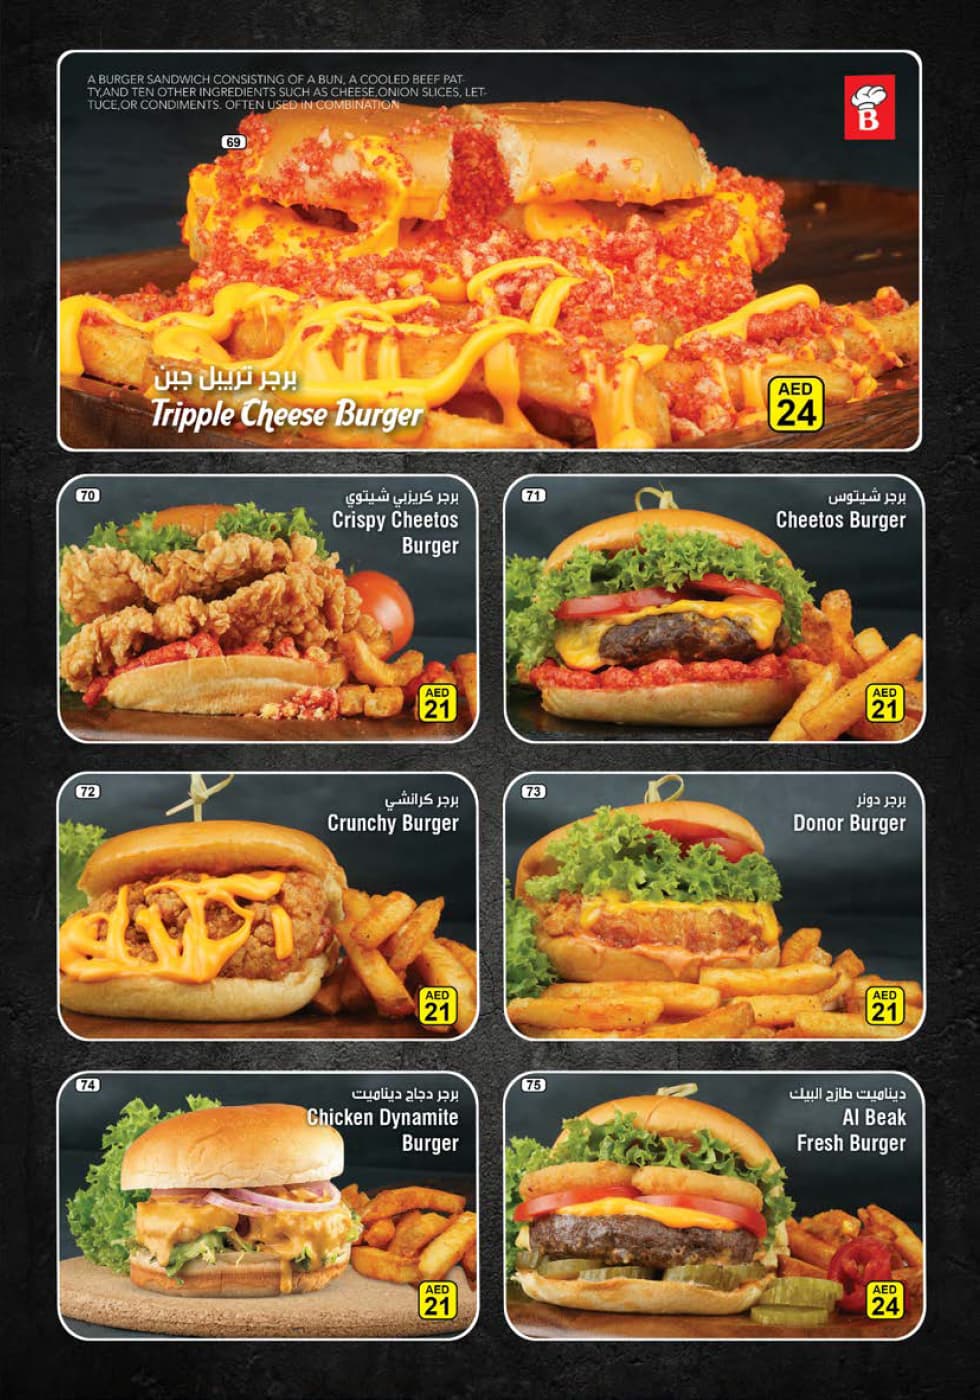 A BURGER SANDWICH CONSISTING OF A BUN, A COOLED BEEF PAT-
TY,AND TEN OTHER INGREDIENTS SUCH AS CHEESE,ONION SLICES, LET-
TUCE,OR CONDIMENTS. OFTEN USED IN COMBINATION
B
69
برجر تريبل جبن
Tripple Cheese Burger
AED
24
70
برجر كريزبي شيتوي
Crispy Cheetos
Burger
AED
21
71
برجر شيتوس
Cheetos Burger
AED
21
72
برجر كرانشي
Crunchy Burger
AED
21
73
برجر دونر
Donor Burger
AED
21
74
برجر دجاج ديناميت
Chicken Dynamite
Burger
AED
21
75
ديناميت طازج البيك
Al Beak
Fresh Burger
AED
24